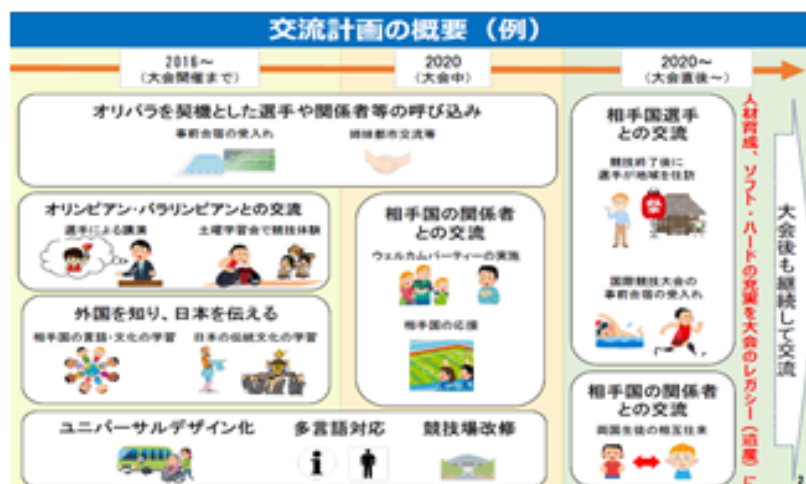 交流計画の概要（例）
2016～
（大会開催まで）
2020
（大会中）
2020～
（大会直後～）
オリパラを契機とした選手や関係者等の呼び込み
事前合宿の受入れ
姉妹都市交流等
オリンピアン・パラリンピアンとの交流
選手による講演
土曜学習会で競技体験
外国を知り、日本を伝える
相手国の言語・文化の学習
日本の伝統文化の学習
相手国の関係者
との交流
ウェルカムパーティーの実施
相手国の応援
ユニバーサルデザイン化
多言語対応
競技場改修
相手国選手
との交流
競技終了後に
選手が地域を往訪
国際競技大会の
事前合宿の受入れ
相手国の関係者
との交流
両国生徒の相互往来
人材育成、ソフト・ハードの充実を大会のレガシー（遺産）に
大会後も継続して交流
2